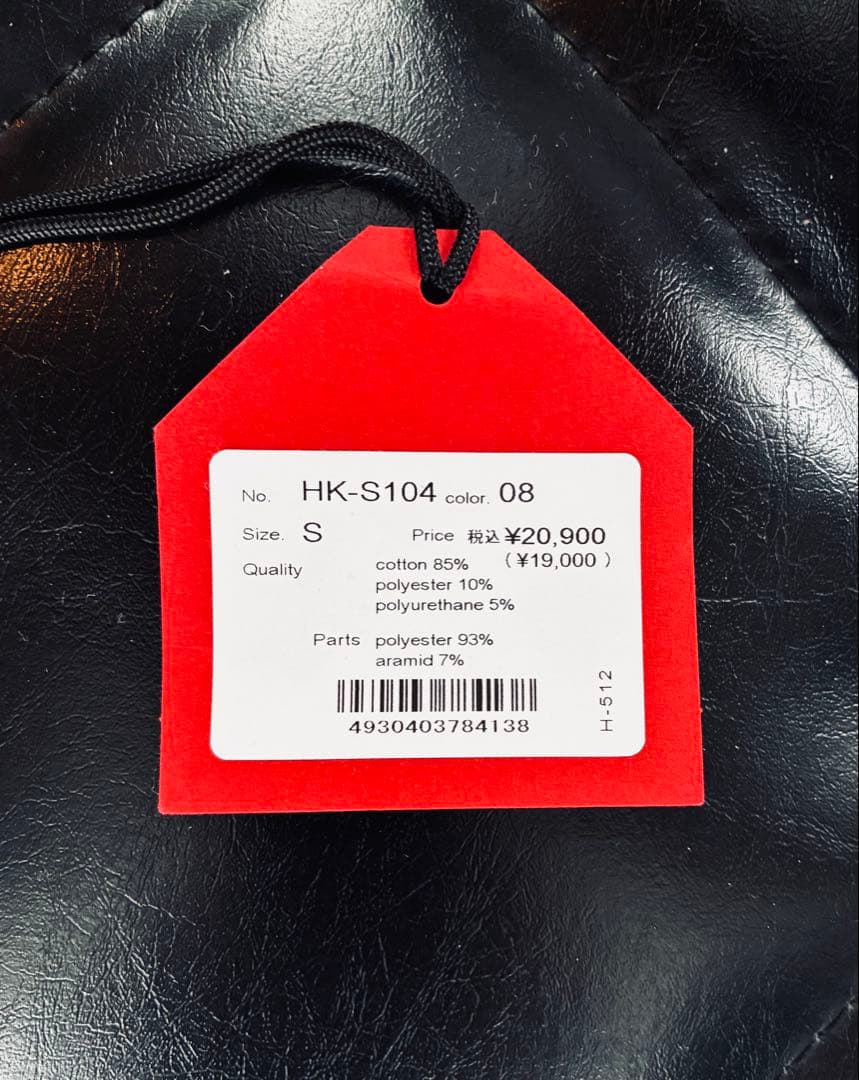 No. HK-S104 color. 08
Size. S Price 税込 ¥20,900
Quality cotton 85% (¥19,000 )
polyester 10%
polyurethane 5%
Parts polyester 93%
aramid 7%
4930403784138
H-512